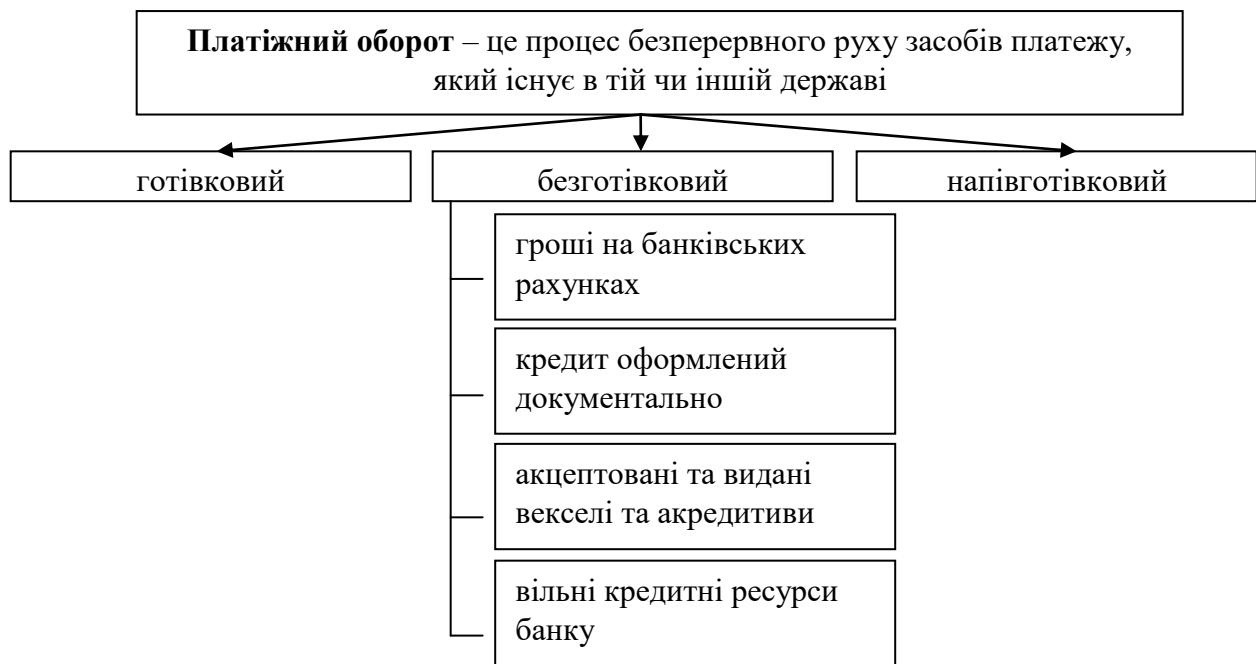 Платіжний оборот – це процес безперервного руху засобів платежу,
який існує в тій чи іншій державі
готівковий
безготівковий
напівготівковий
гроші на банківських
рахунках
кредит оформлений
документально
акцептовані та видані
векселі та акредитиви
вільні кредитні ресурси
банку